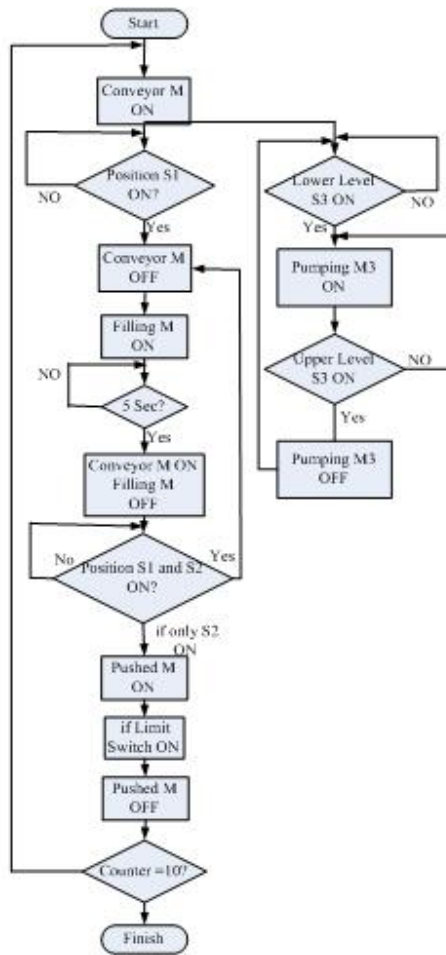 Start
Conveyor M
ON
Position S1
ON?
NO
Yes
Conveyor M
OFF
Filling M
ON
NO
5 Sec?
Yes
Conveyor M ON
Filling M
OFF
No
Position S1 and S2
ON?
Yes
if only S2
ON
Pushed M
ON
if Limit
Switch ON
Pushed M
OFF
Counter =10?
Finish
Lower Level
S3 ON
NO
Yes
Pumping M3
ON
Upper Level
S3 ON
NO
Yes
Pumping M3
OFF